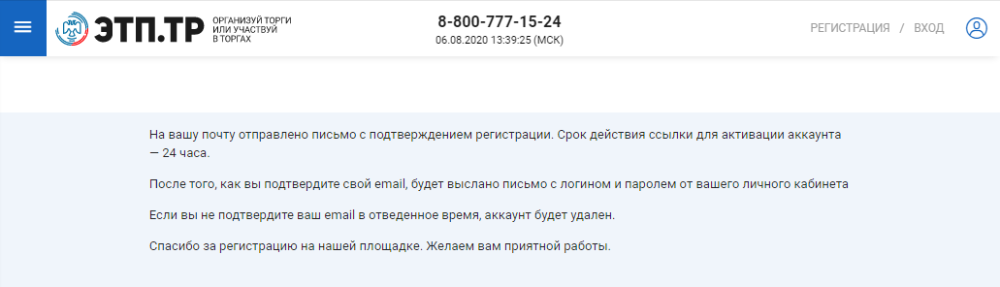 ЭТП.ТР
ОРГАНИЗУЙ ТОРГИ
ИЛИ УЧАСТВУЙ
В ТОРГАХ
8-800-777-15-24
06.08.2020 13:39:25 (МСК)
РЕГИСТРАЦИЯ / ВХОД
На вашу почту отправлено письмо с подтверждением регистрации. Срок действия ссылки для активации аккаунта
— 24 часа.
После того, как вы подтвердите свой email, будет выслано письмо с логином и паролем от вашего личного кабинета
Если вы не подтвердите ваш email в отведенное время, аккаунт будет удален.
Спасибо за регистрацию на нашей площадке. Желаем вам приятной работы.